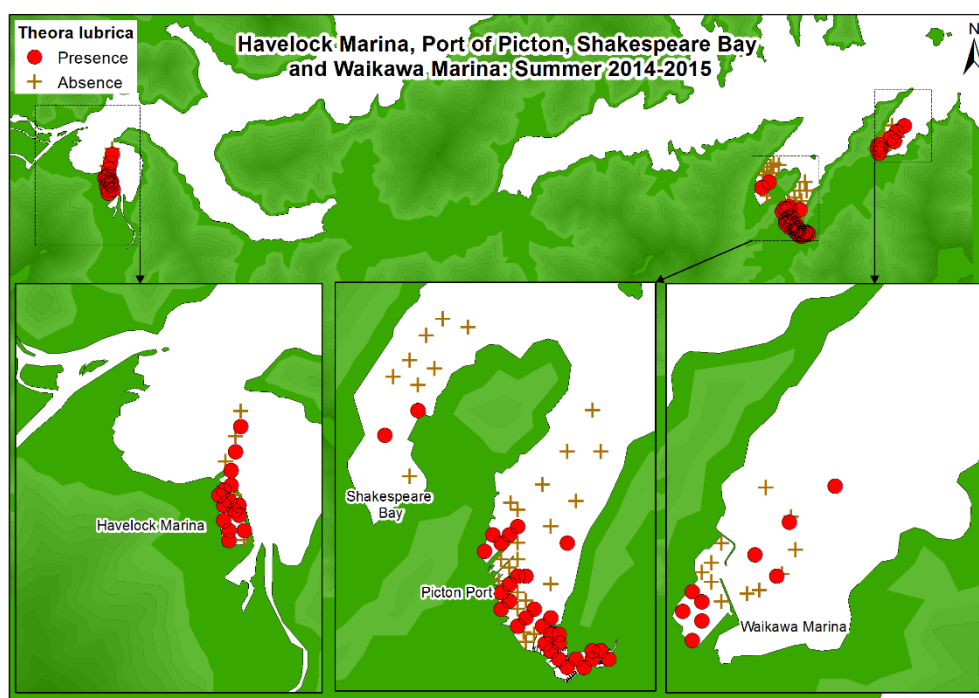 Theora lubrica
Presence
Absence
Havelock Marina, Port of Picton, Shakespeare Bay
and Waikawa Marina: Summer 2014-2015
N
Havelock Marina
Shakespeare
Bay
Picton Port
Waikawa Marina